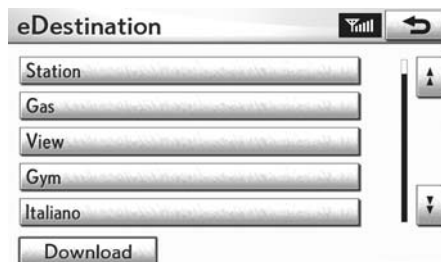 eDestination
Station
Gas
View
Gym
Italiano
Download